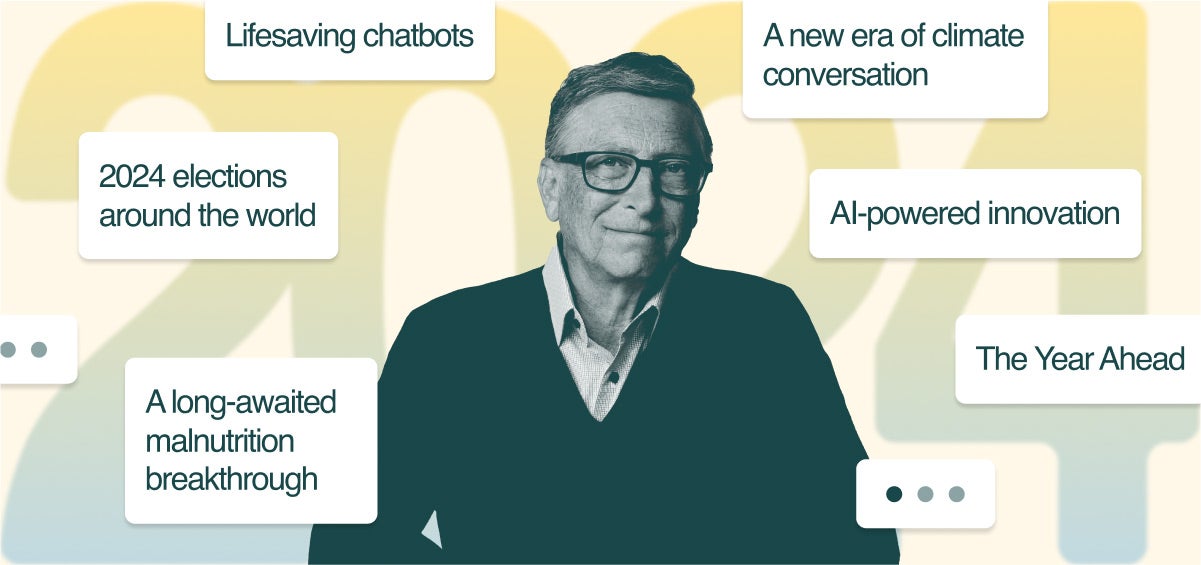 2024
Lifesaving chatbots
A new era of climate
conversation
2024 elections
around the world
AI-powered innovation
The Year Ahead
A long-awaited
malnutrition
breakthrough